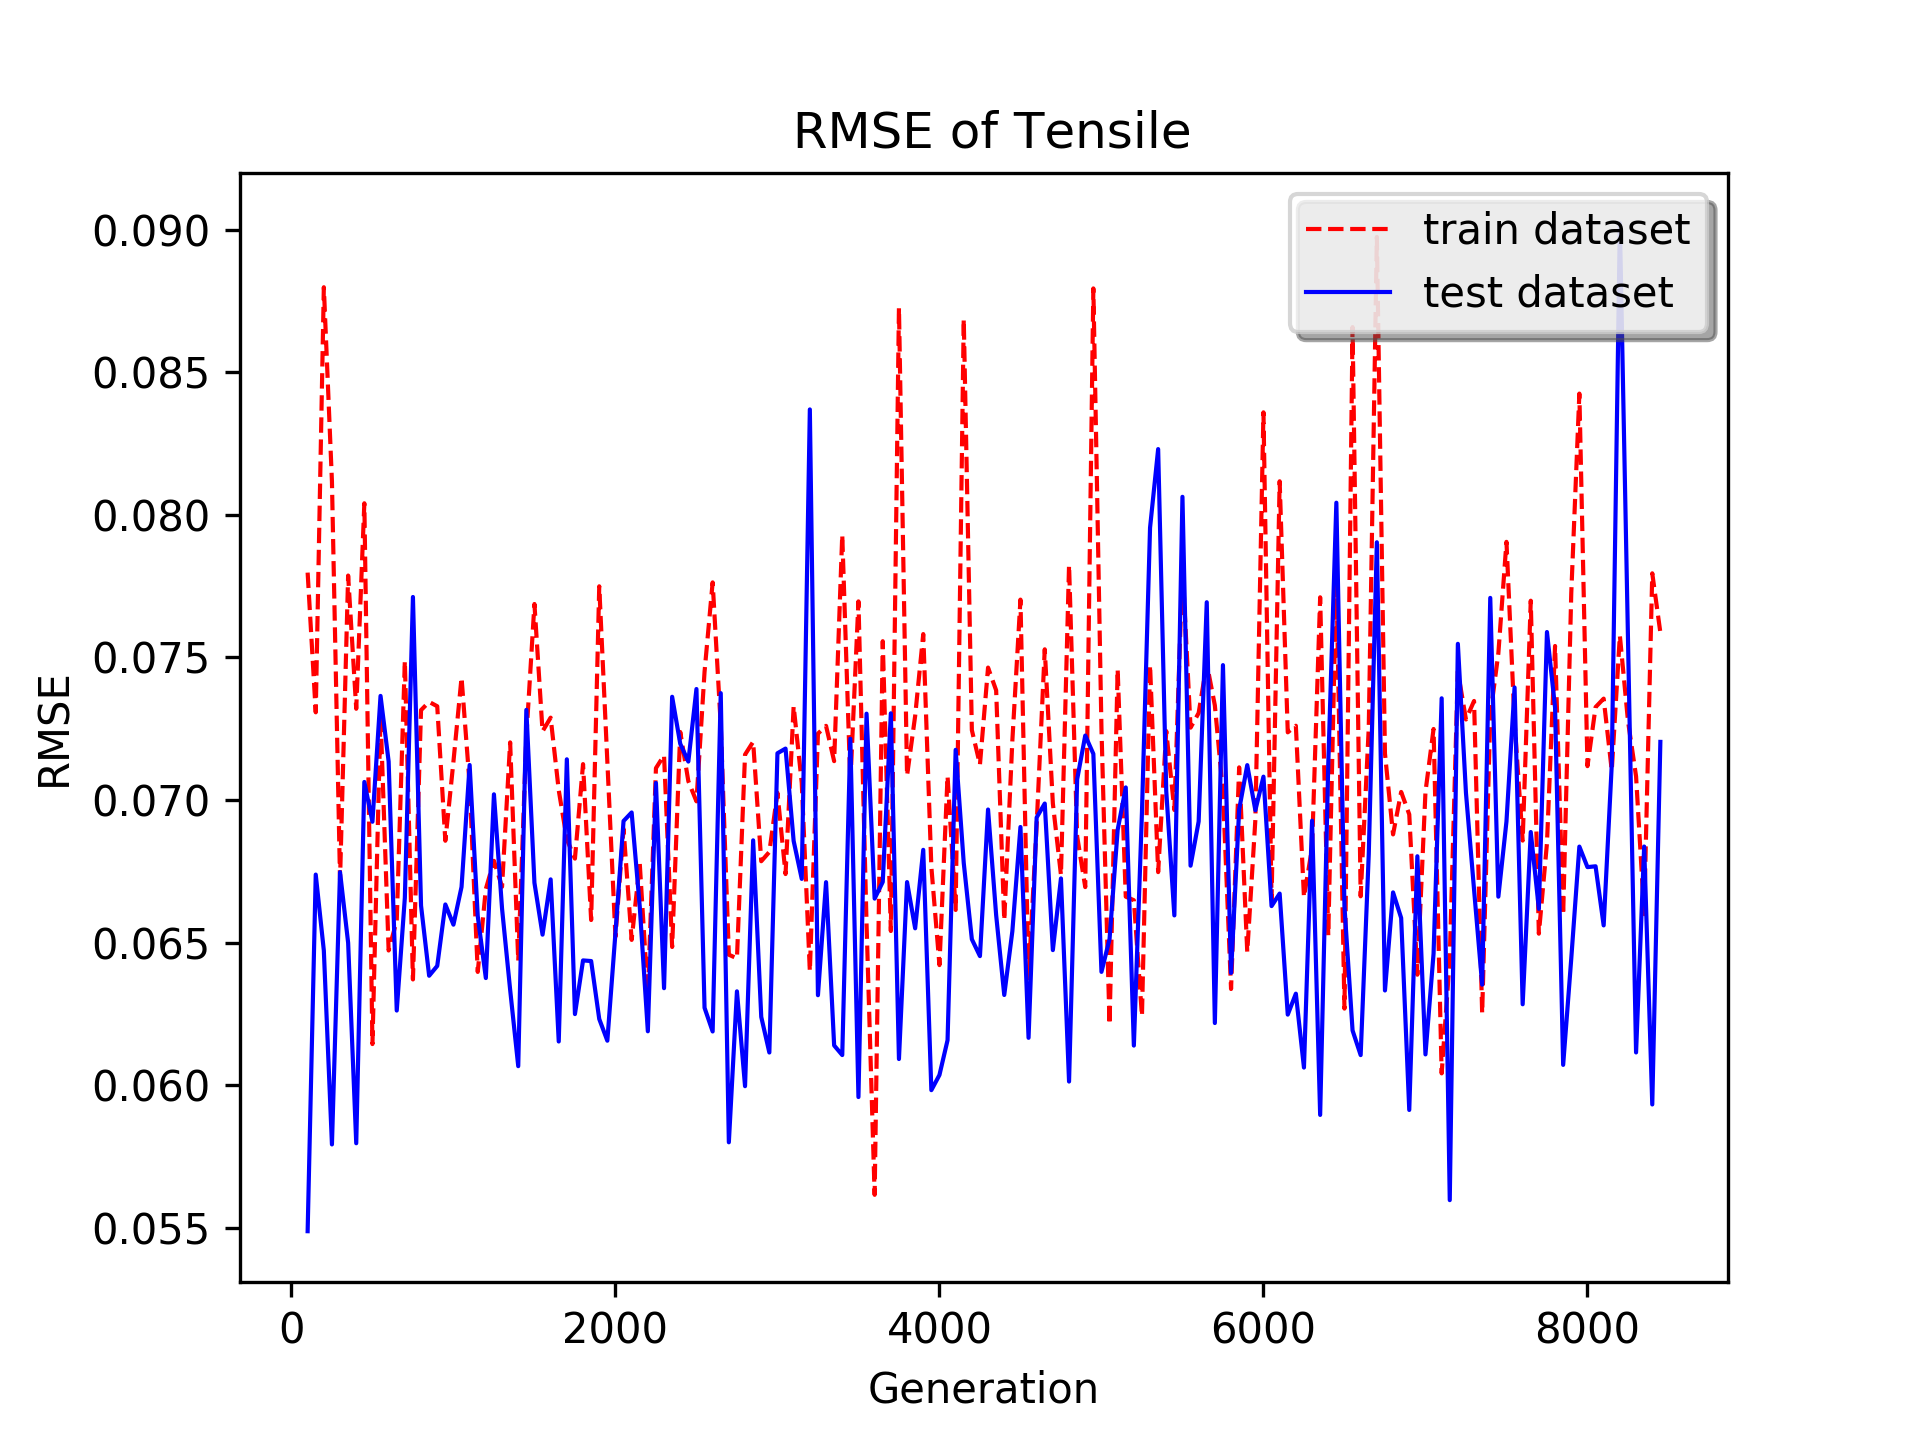 RMSE of Tensile
train dataset
test dataset
0.090
0.085
0.080
0.075
0.070
0.065
0.060
0.055
RMSE
0 2000 4000 6000 8000
Generation